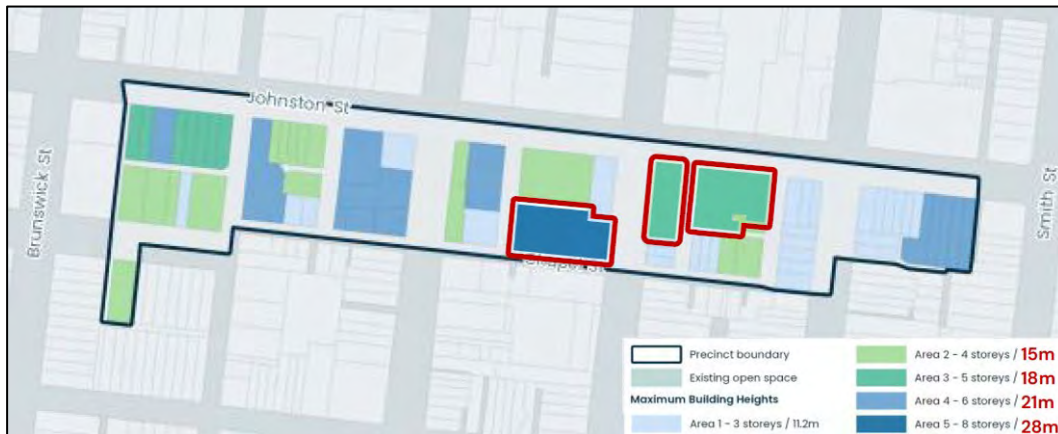 Johnston St
Brunswick St
Smith St
Chapel St
Precinct boundary
Existing open space
Maximum Building Heights
Area 1 - 3 storeys / 11.2m
Area 2 - 4 storeys / 15m
Area 3 - 5 storeys / 18m
Area 4 - 6 storeys / 21m
Area 5 - 8 storeys / 28m